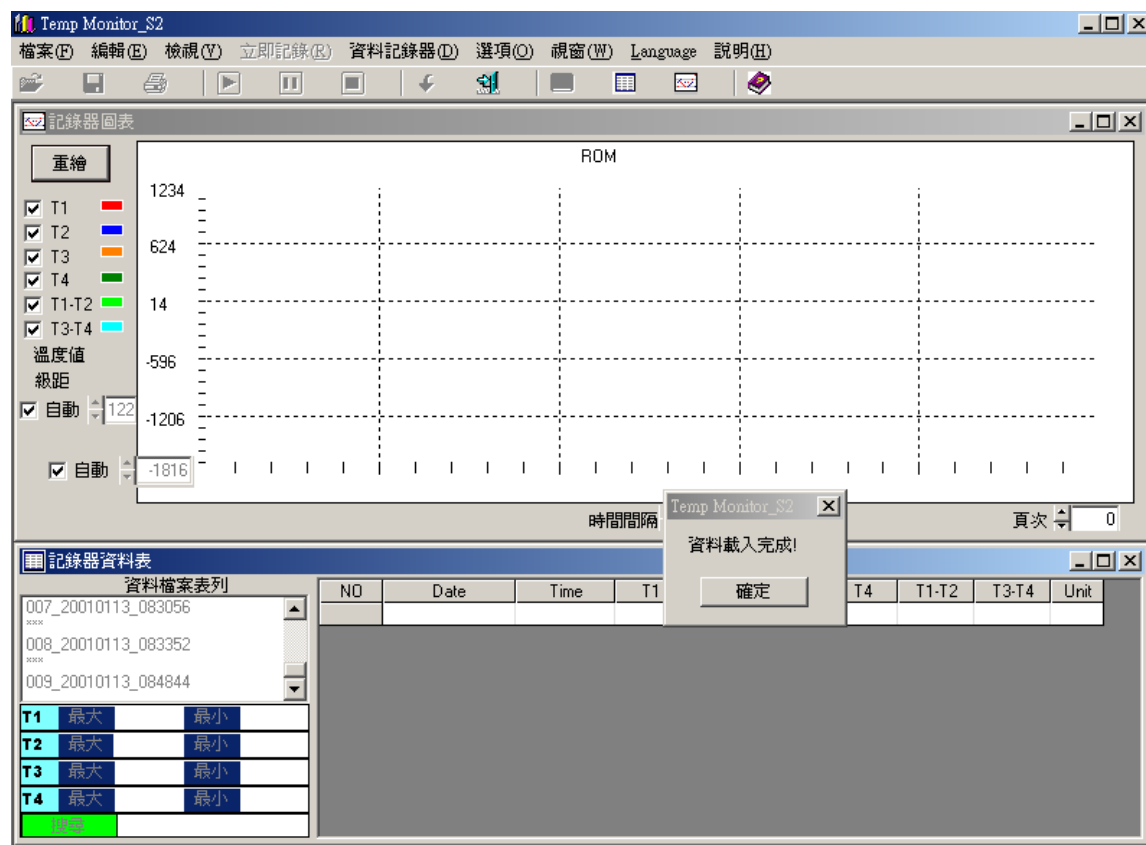 Temp Monitor_S2
檔案(F) 編輯(E) 檢視(V) 立即記錄(R) 資料記錄器(D) 選項(O) 視窗(W) Language 說明(H)
記錄器圖表
重繪
ROM
T1
T2
T3
T4
T1-T2
T3-T4
溫度值
級距
自動 122
自動 -1816
1234
624
14
-596
-1206
時間間隔
頁次 0
Temp Monitor_S2
資料載入完成!
確定
記錄器資料表
資料檔案表列
007_20010113_083056
xxx
008_20010113_083352
xxx
009_20010113_084844
NO Date Time T1 T4 T1-T2 T3-T4 Unit
T1 最大 最小
T2 最大 最小
T3 最大 最小
T4 最大 最小
搜尋